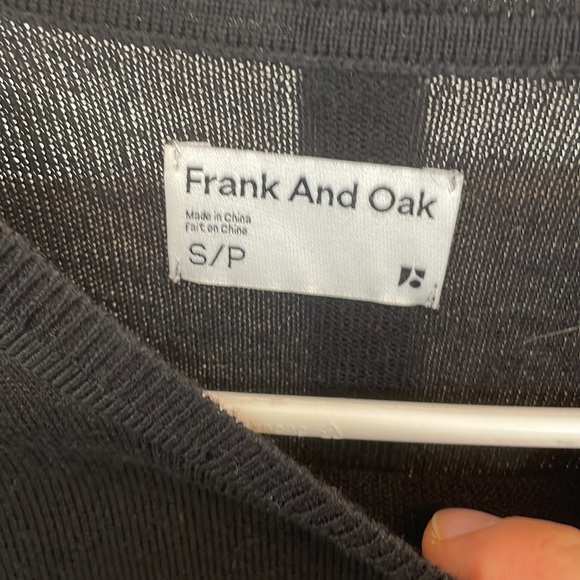 Frank And Oak
Made in China
Fait en Chine
S/P